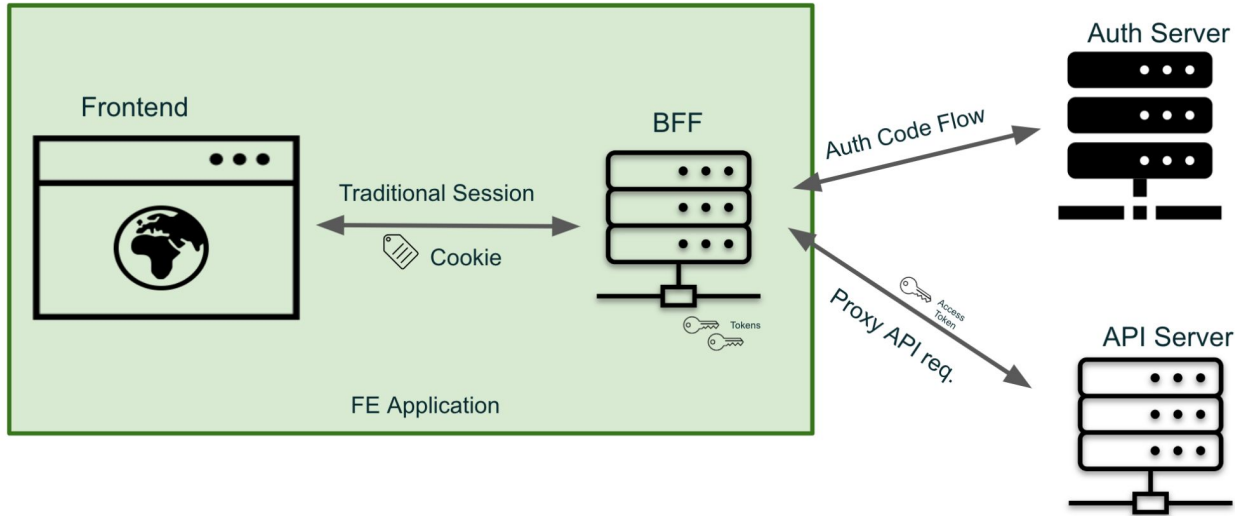 Auth Server
Frontend
BFF
Auth Code Flow
Traditional Session
Cookie
Access
Token
Proxy API req.
Tokens
API Server
FE Application